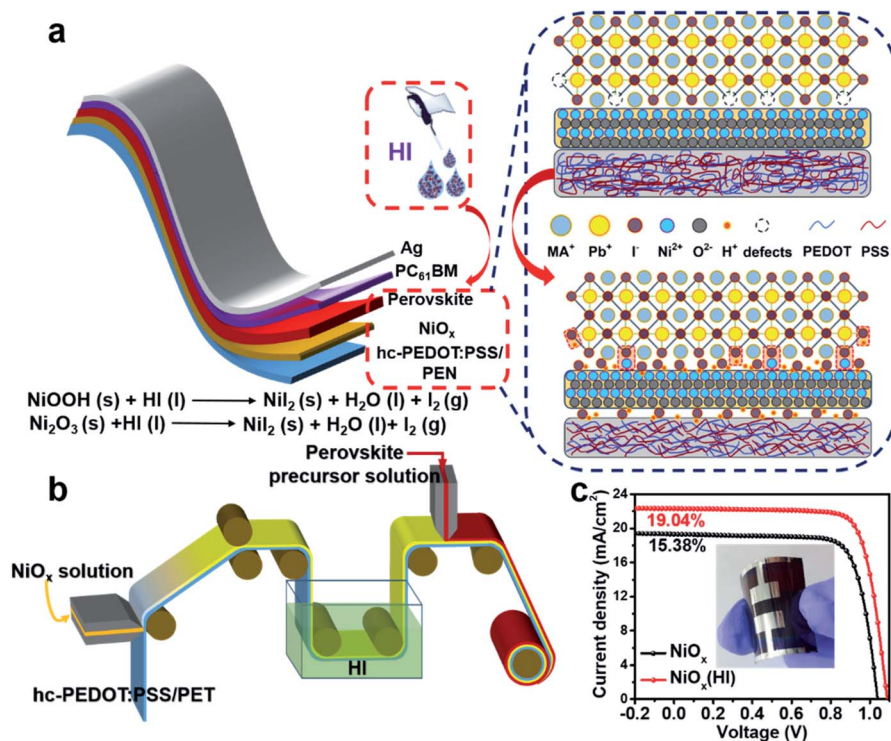 a
HI
Ag
PC₆₁BM
Perovskite
NiOₓ
hc-PEDOT:PSS/
PEN
MA⁺ Pb⁺ I⁻ Ni²⁺ O²⁻ H⁺ defects PEDOT PSS
NiOOH (s) + HI (l) ⟶ NiI₂ (s) + H₂O (l) + I₂ (g)
Ni₂O₃ (s) +HI (l) ⟶ NiI₂ (s) + H₂O (l)+ I₂ (g)
b
Perovskite
precursor solution
NiOₓ solution
HI
hc-PEDOT:PSS/PET
c
Current density (mA/cm²)
24
20
16
12
8
4
0
19.04%
15.38%
NiOₓ
NiOₓ(HI)
-0.2 0.0 0.2 0.4 0.6 0.8 1.0
Voltage (V)